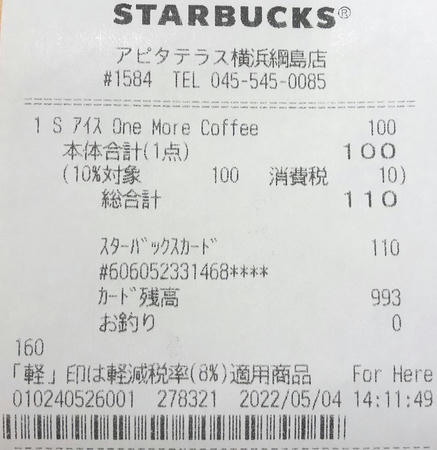 STARBUCKS®
アピタテラス横浜綱島店
#1584 TEL 045-545-0085
1 S ｱｲｽ One More Coffee 100
本体合計(1点) 100
(10%対象 100 消費税 10)
総合計 110
ｽﾀｰﾊﾞｯｸｽｶｰﾄﾞ 110
#606052331468****
ｶｰﾄﾞ残高 993
お釣り 0
160
「軽」印は軽減税率(8%)適用商品 For Here
010240526001 278321 2022/05/04 14:11:49